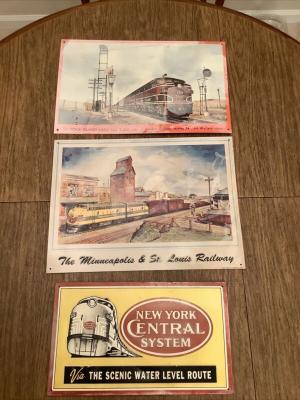 The Minneapolis & St. Louis Railway
NEW YORK
CENTRAL
SYSTEM
Via THE SCENIC WATER LEVEL ROUTE